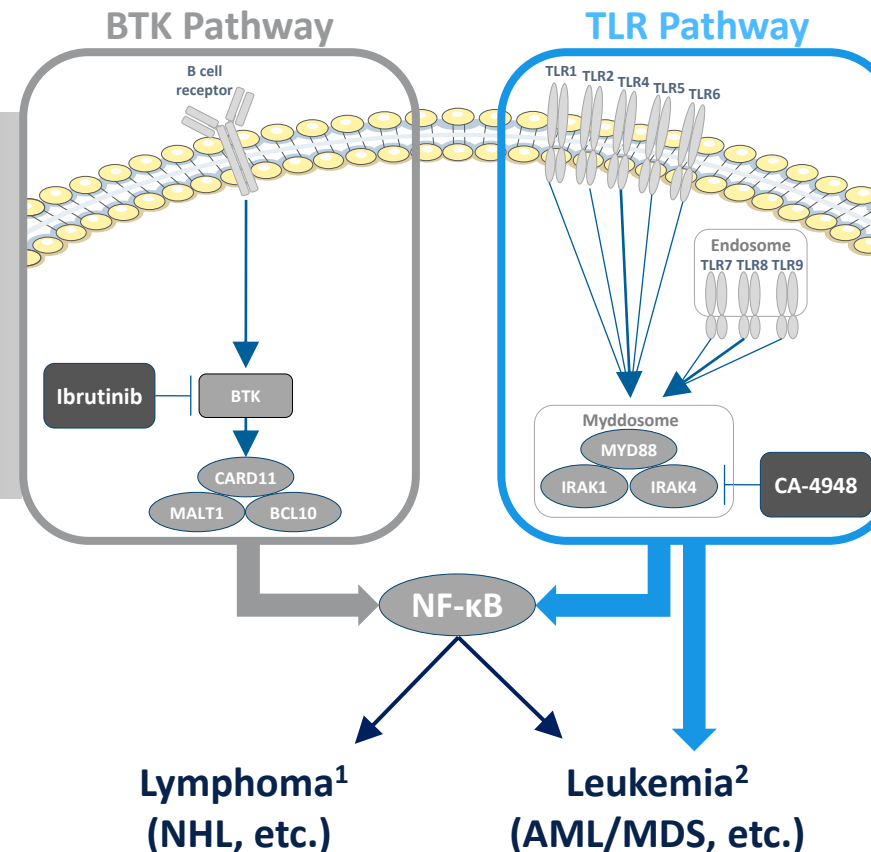 BTK Pathway
B cell
receptor
Ibrutinib
BTK
CARD11
MALT1
BCL10
TLR Pathway
TLR1
TLR2
TLR4
TLR5
TLR6
Endosome
TLR7 TLR8 TLR9
Myddosome
MYD88
IRAK1
IRAK4
CA-4948
NF-κB
Lymphoma¹
(NHL, etc.)
Leukemia²
(AML/MDS, etc.)